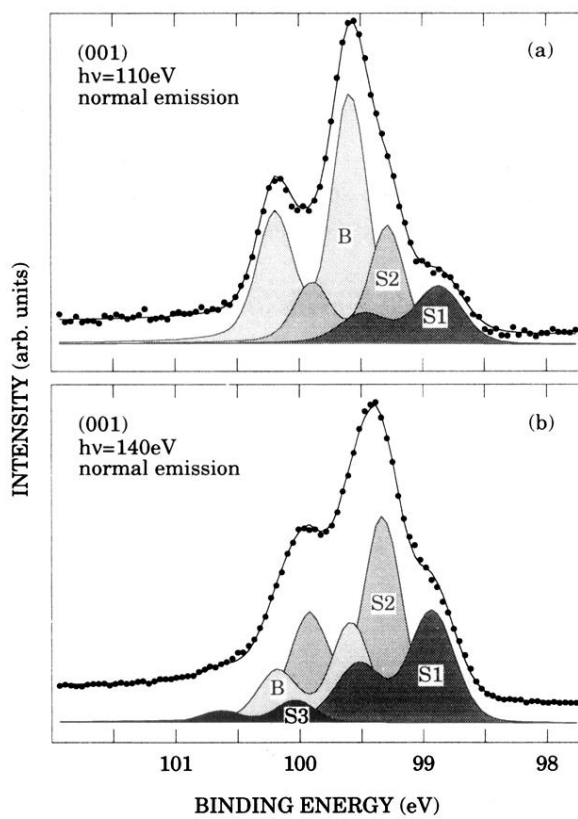 (001)
hν=110eV
normal emission
(a)
B
S2
S1
(001)
hν=140eV
normal emission
(b)
S2
B
S1
S3
INTENSITY (arb. units)
101 100 99 98
BINDING ENERGY (eV)